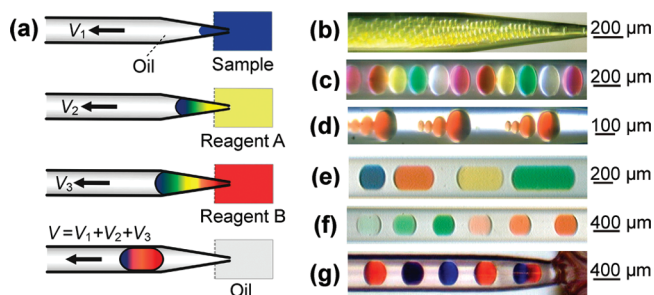 (a)
V1
Oil
Sample
V2
Reagent A
V3
Reagent B
V=V1+V2+V3
Oil
(b)
200 µm
(c)
200 µm
(d)
100 µm
(e)
200 µm
(f)
400 µm
(g)
400 µm